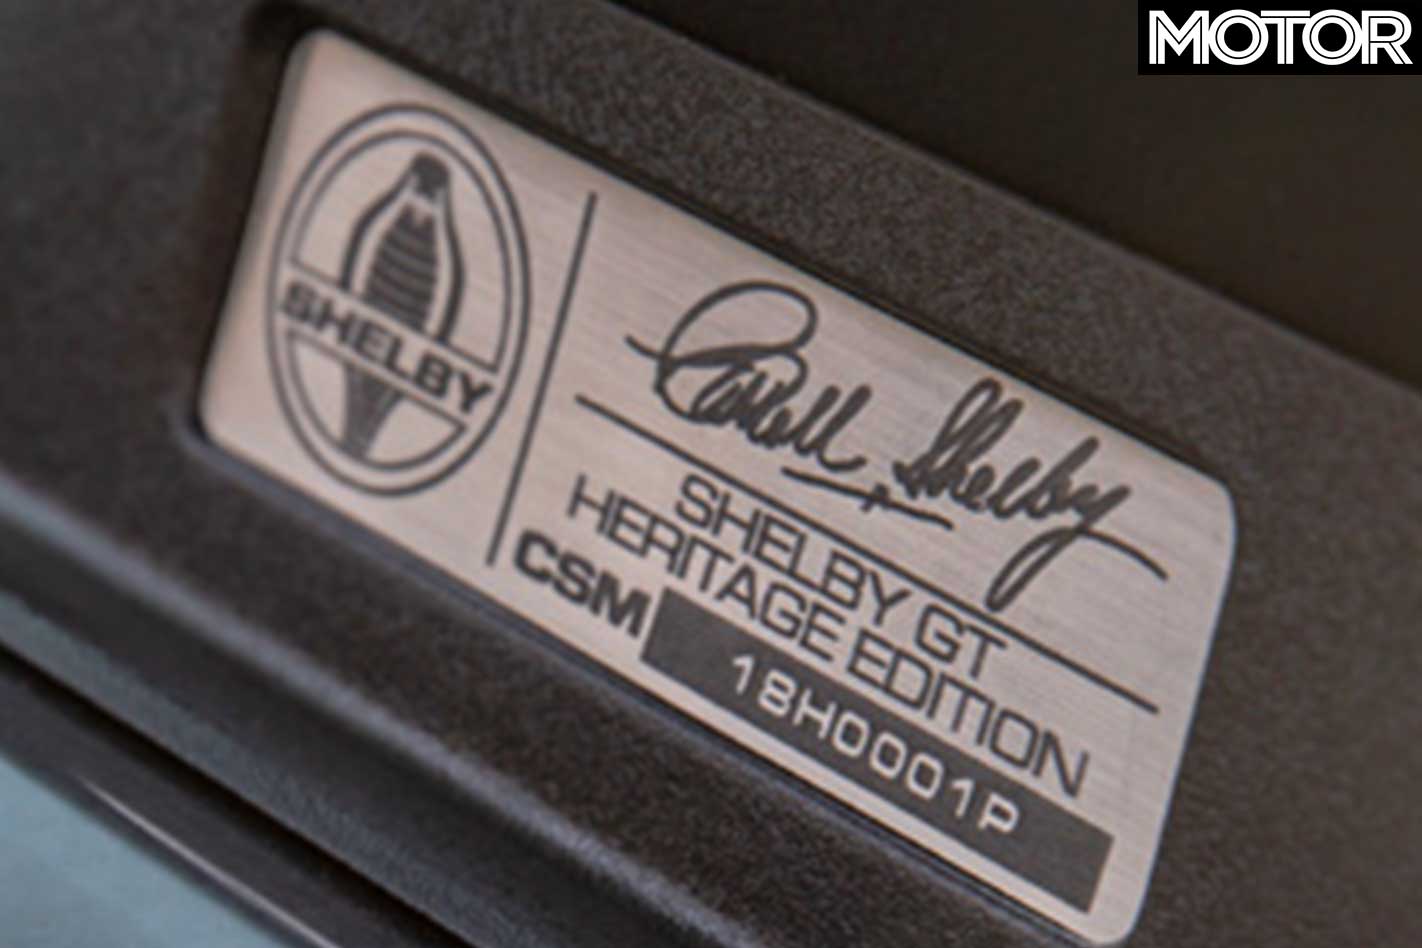 MOTOR
SHELBY
Carroll Shelby
SHELBY GT
HERITAGE EDITION
CSM 18H0001P